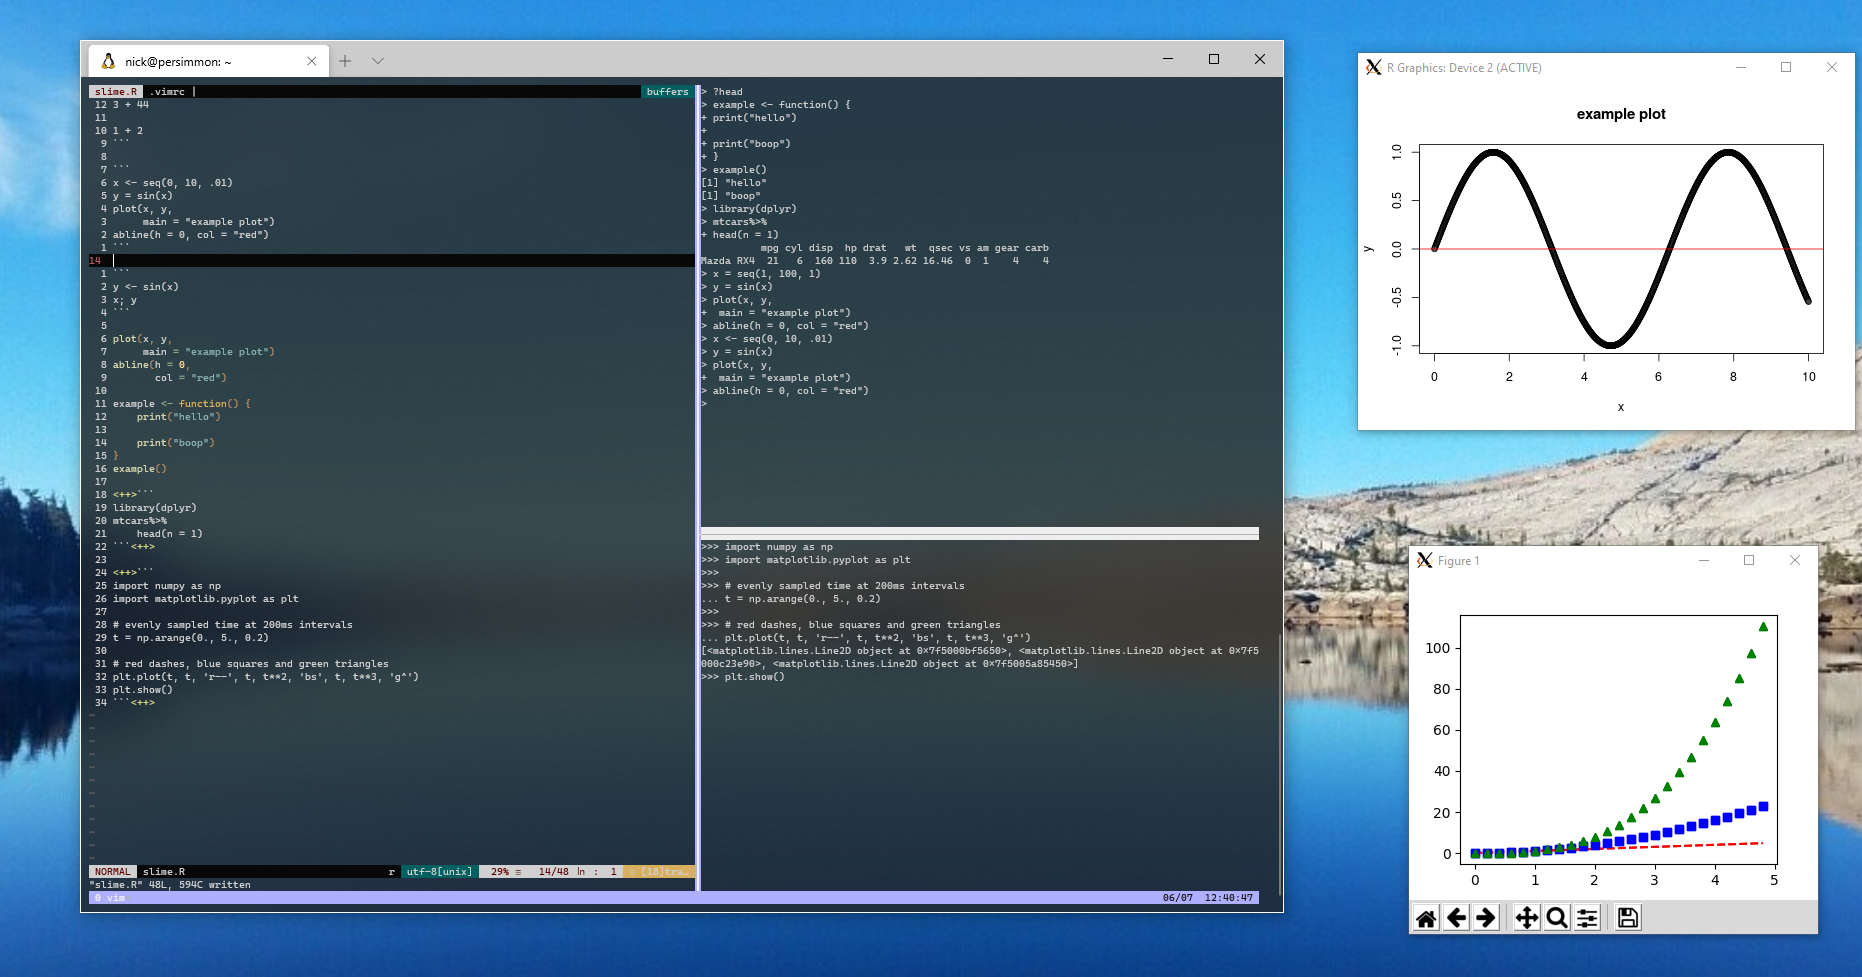 nick@persimmon: ~
slime.R .vimrc | buffers
12 3 + 44
11
10 1 + 2
9 ```
8
7 ```
6 x <- seq(0, 10, .01)
5 y = sin(x)
4 plot(x, y,
3 main = "example plot")
2 abline(h = 0, col = "red")
1 ```
14
1 ```
2 y <- sin(x)
3 x; y
4 ```
5
6 plot(x, y,
7 main = "example plot")
8 abline(h = 0,
9 col = "red")
10
11 example <- function() {
12 print("hello")
13
14 print("boop")
15 }
16 example()
17
18 <++>```
19 library(dplyr)
20 mtcars%>%
21 head(n = 1)
22 ```<++>
23
24 <++>```
25 import numpy as np
26 import matplotlib.pyplot as plt
27
28 # evenly sampled time at 200ms intervals
29 t = np.arange(0., 5., 0.2)
30
31 # red dashes, blue squares and green triangles
32 plt.plot(t, t, 'r--', t, t**2, 'bs', t, t**3, 'g^')
33 plt.show()
34 ```<++>
NORMAL slime.R r utf-8[unix] 29% ≡ 14/48 ln : 1 ≡ [18]tra…
"slime.R" 48L, 594C written
0 vim 06/07 12:40:47
> ?head
> example <- function() {
+ print("hello")
+
+ print("boop")
+ }
> example()
[1] "hello"
[1] "boop"
> library(dplyr)
> mtcars%>%
+ head(n = 1)
mpg cyl disp hp drat wt qsec vs am gear carb
Mazda RX4 21 6 160 110 3.9 2.62 16.46 0 1 4 4
> x = seq(1, 100, 1)
> y = sin(x)
> plot(x, y,
+ main = "example plot")
> abline(h = 0, col = "red")
> x <- seq(0, 10, .01)
> y = sin(x)
> plot(x, y,
+ main = "example plot")
> abline(h = 0, col = "red")
>
>>> import numpy as np
>>> import matplotlib.pyplot as plt
>>>
>>> # evenly sampled time at 200ms intervals
... t = np.arange(0., 5., 0.2)
>>>
>>> # red dashes, blue squares and green triangles
... plt.plot(t, t, 'r--', t, t**2, 'bs', t, t**3, 'g^')
[<matplotlib.lines.Line2D object at 0x7f5000bf5650>, <matplotlib.lines.Line2D object at 0x7f5
000c23e90>, <matplotlib.lines.Line2D object at 0x7f5005a85450>]
>>> plt.show()
R Graphics: Device 2 (ACTIVE)
example plot
y
1.0
0.5
0.0
-0.5
-1.0
0 2 4 6 8 10
x
Figure 1
100
80
60
40
20
0
0 1 2 3 4 5